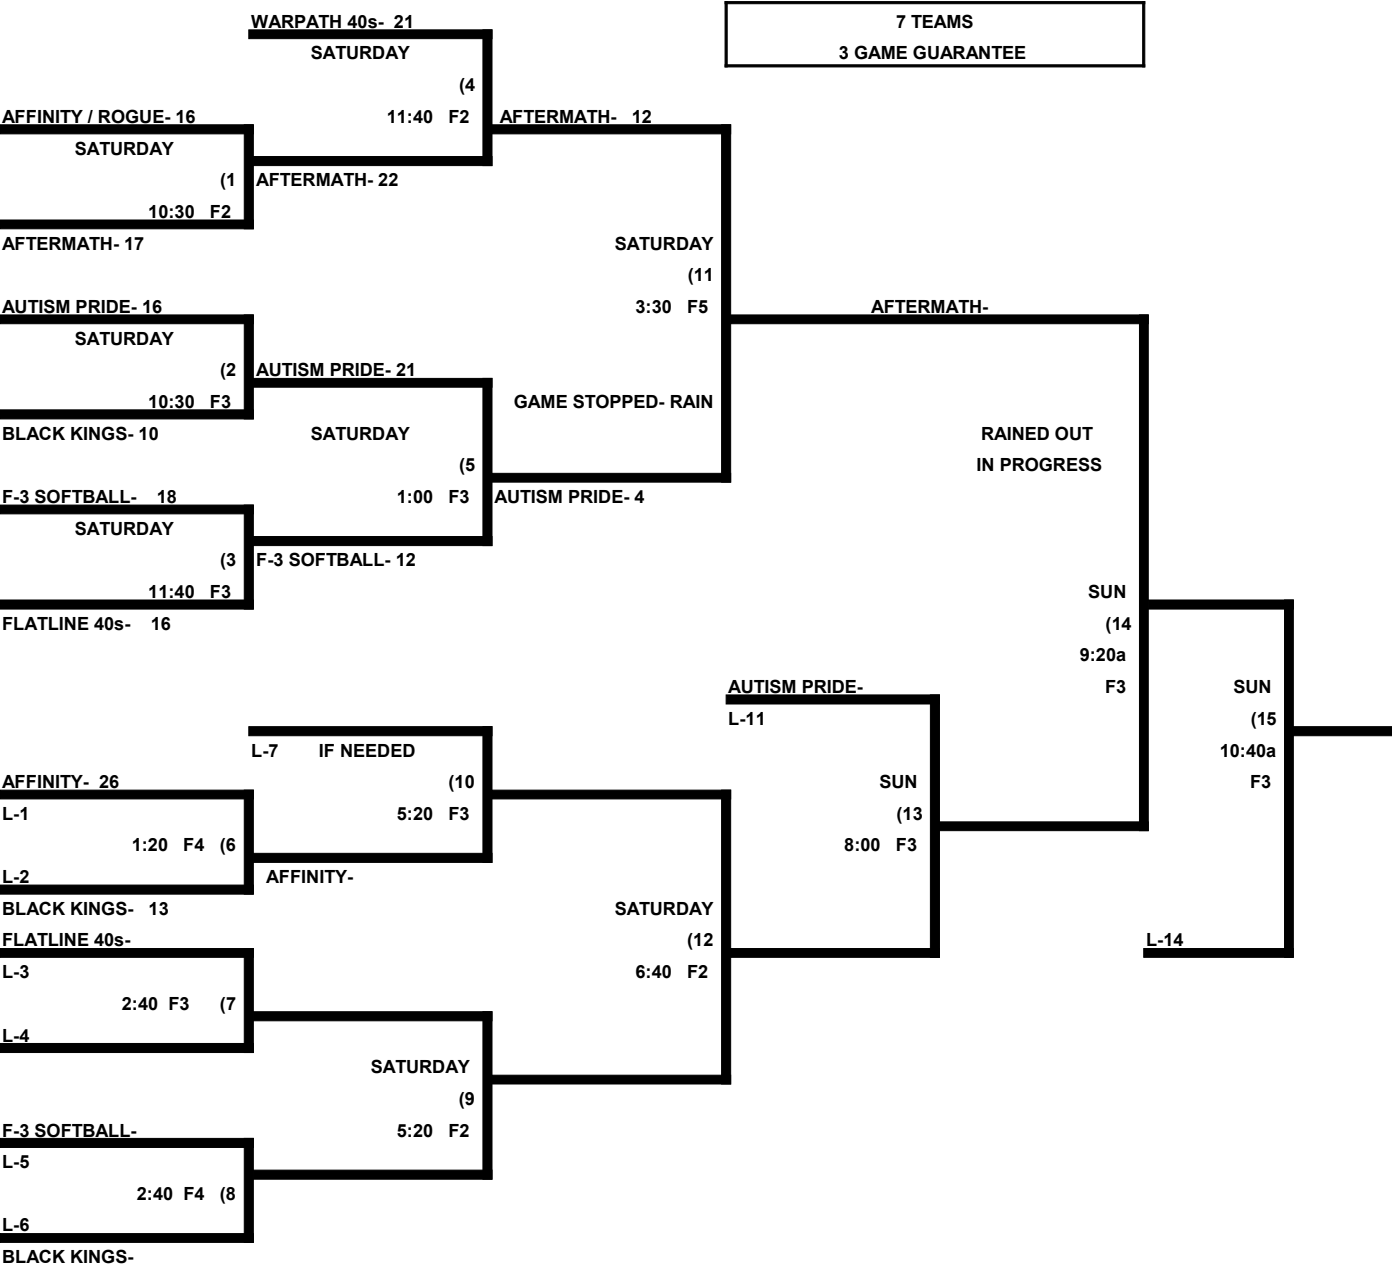 WARPATH 40s- 21
7 TEAMS
SATURDAY
3 GAME GUARANTEE
(4
AFFINITY / ROGUE- 16
11:40 F2
AFTERMATH- 12
SATURDAY
(1
AFTERMATH- 22
10:30 F2
AFTERMATH- 17
SATURDAY
(11
AUTISM PRIDE- 16
3:30 F5
AFTERMATH-
SATURDAY
(2
AUTISM PRIDE- 21
10:30 F3
GAME STOPPED- RAIN
BLACK KINGS- 10
SATURDAY
RAINED OUT
(5
IN PROGRESS
F-3 SOFTBALL- 18
1:00 F3
AUTISM PRIDE- 4
SATURDAY
(3
F-3 SOFTBALL- 12
11:40 F3
SUN
FLATLINE 40s- 16
(14
9:20a
AUTISM PRIDE-
F3
SUN
L-11
(15
L-7 IF NEEDED
10:40a
AFFINITY- 26
(10
SUN
F3
L-1
5:20 F3
(13
1:20 F4 (6
8:00 F3
L-2
AFFINITY-
BLACK KINGS- 13
SATURDAY
FLATLINE 40s-
(12
L-14
L-3
6:40 F2
2:40 F3 (7
L-4
SATURDAY
(9
F-3 SOFTBALL-
5:20 F2
L-5
2:40 F4 (8
L-6
BLACK KINGS-